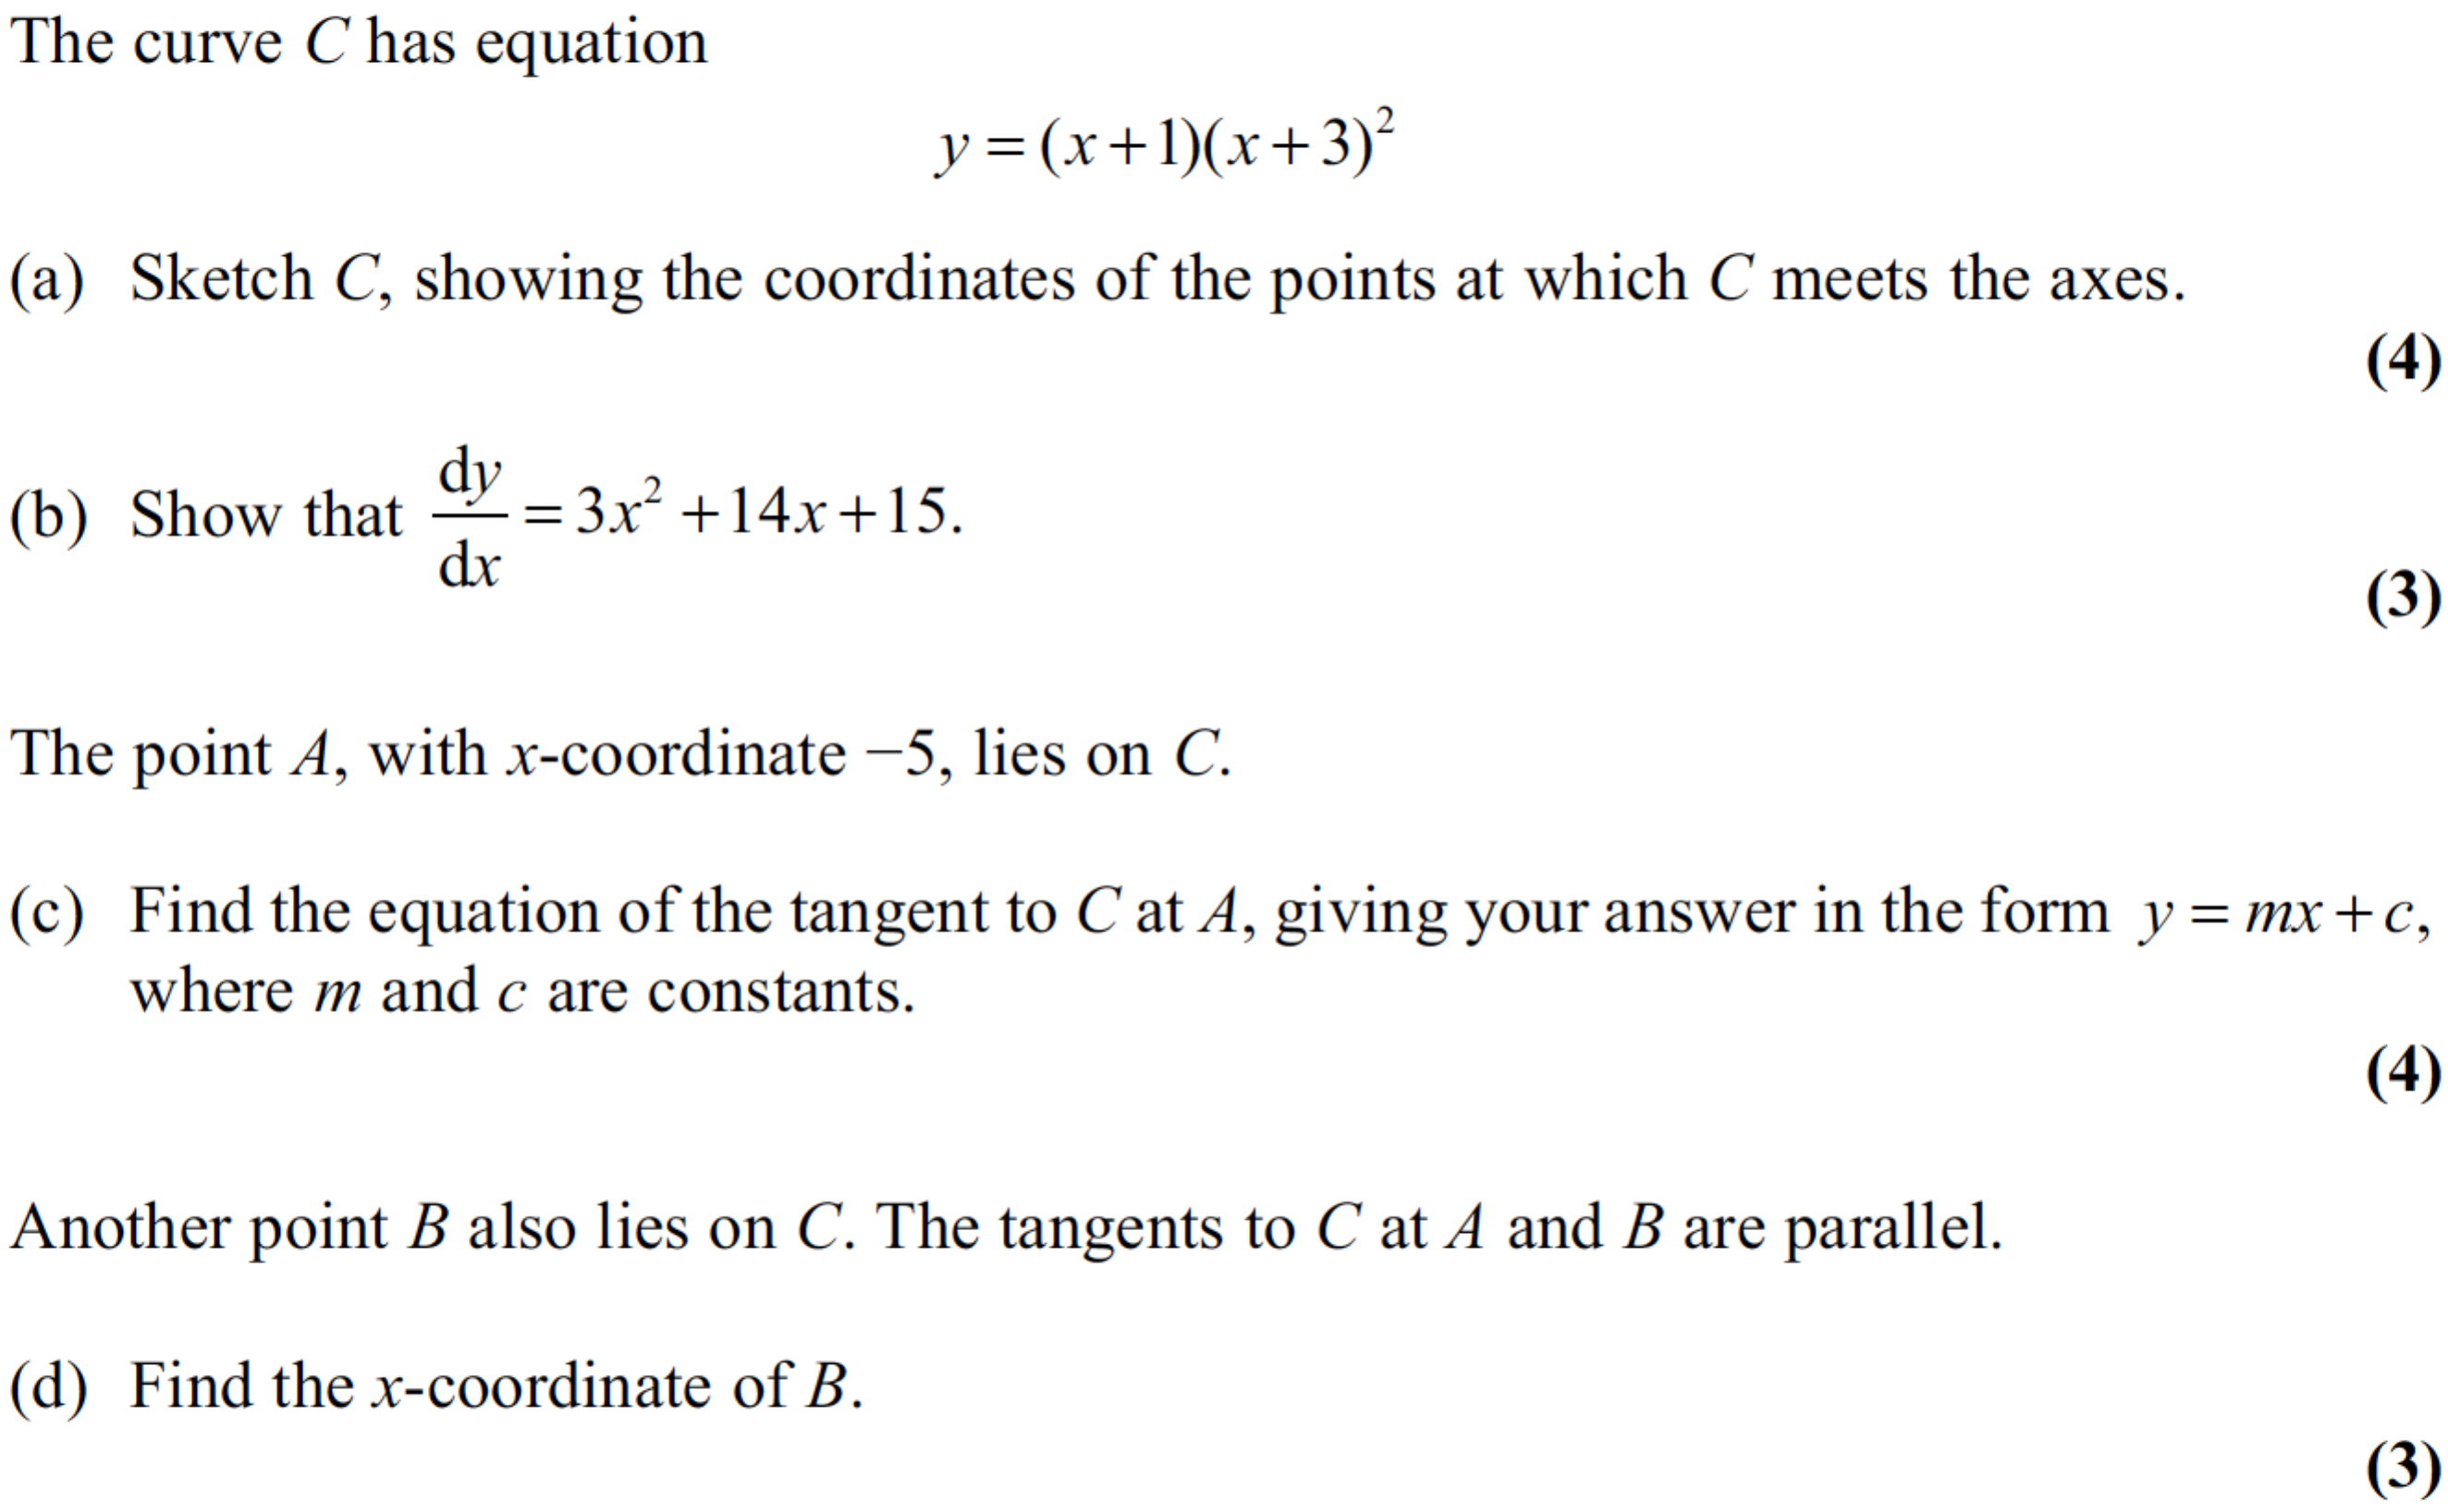 The curve C has equation
y = (x+1)(x+3)²
(a) Sketch C, showing the coordinates of the points at which C meets the axes.
(4)
(b) Show that dy/dx = 3x² +14x+15.
(3)
The point A, with x-coordinate −5, lies on C.
(c) Find the equation of the tangent to C at A, giving your answer in the form y = mx + c,
where m and c are constants.
(4)
Another point B also lies on C. The tangents to C at A and B are parallel.
(d) Find the x-coordinate of B.
(3)